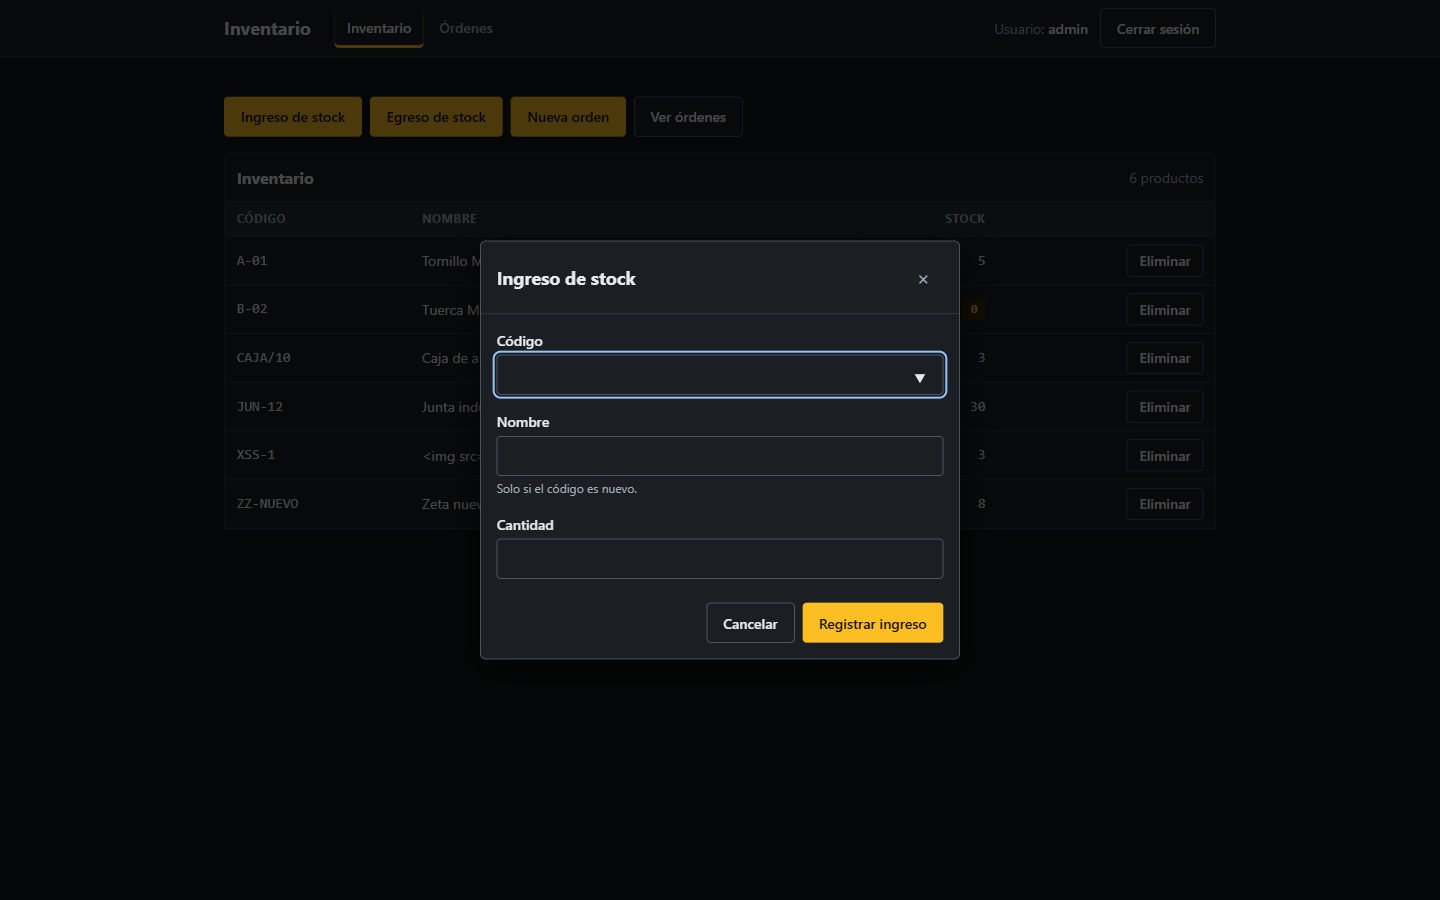 Inventario Inventario Órdenes Usuario: admin Cerrar sesión
Ingreso de stock Egreso de stock Nueva orden Ver órdenes
Inventario 6 productos
CÓDIGO NOMBRE STOCK
A-01 Tornillo M 5 Eliminar
B-02 Tuerca M 0 Eliminar
CAJA/10 Caja de a 3 Eliminar
JUN-12 Junta ind 30 Eliminar
XSS-1 <img src= 3 Eliminar
ZZ-NUEVO Zeta nuev 8 Eliminar
Ingreso de stock ×
Código
▼
Nombre
Solo si el código es nuevo.
Cantidad
Cancelar Registrar ingreso